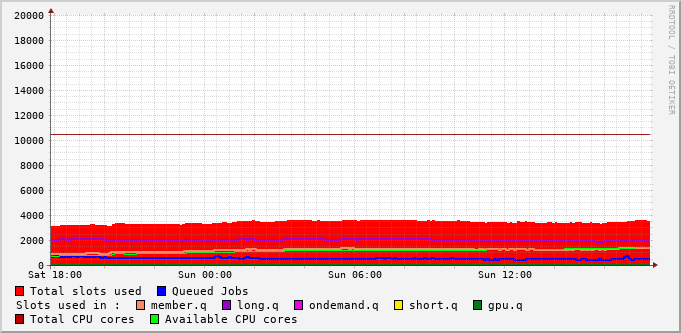 20000
18000
16000
14000
12000
10000
8000
6000
4000
2000
0
Sat 18:00 Sun 00:00 Sun 06:00 Sun 12:00
Total slots used Queued Jobs
Slots used in : member.q long.q ondemand.q short.q gpu.q
Total CPU cores Available CPU cores
RRDTOOL / TOBI OETIKER